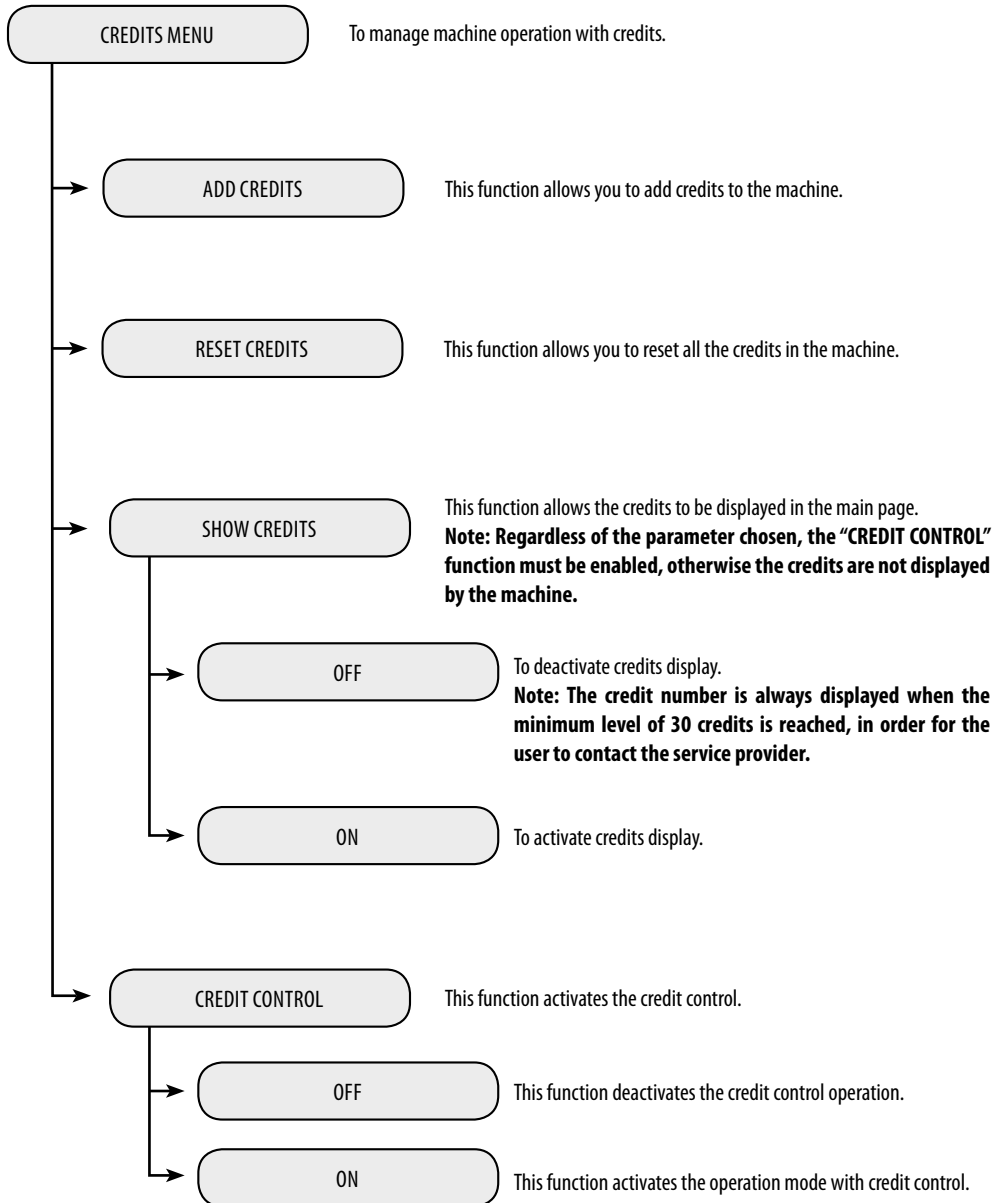 CREDITS MENU
To manage machine operation with credits.
ADD CREDITS
This function allows you to add credits to the machine.
RESET CREDITS
This function allows you to reset all the credits in the machine.
SHOW CREDITS
This function allows the credits to be displayed in the main page.
Note: Regardless of the parameter chosen, the “CREDIT CONTROL”
function must be enabled, otherwise the credits are not displayed
by the machine.
OFF
To deactivate credits display.
Note: The credit number is always displayed when the
minimum level of 30 credits is reached, in order for the
user to contact the service provider.
ON
To activate credits display.
CREDIT CONTROL
This function activates the credit control.
OFF
This function deactivates the credit control operation.
ON
This function activates the operation mode with credit control.